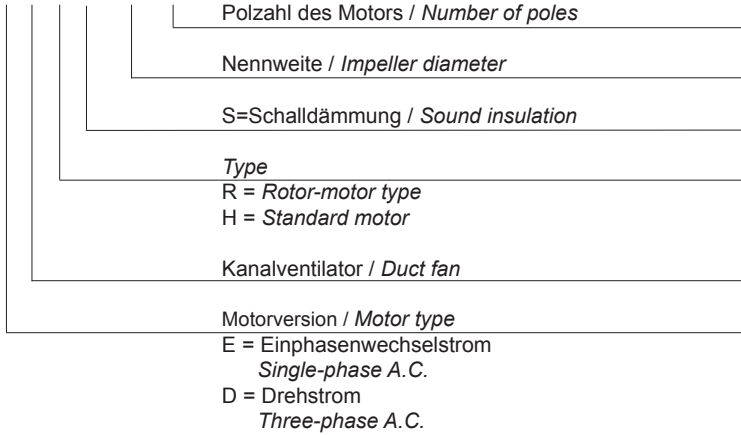 Polzahl des Motors / Number of poles
Nennweite / Impeller diameter
S=Schalldämmung / Sound insulation
Type
R = Rotor-motor type
H = Standard motor
Kanalventilator / Duct fan
Motorversion / Motor type
E = Einphasenwechselstrom
Single-phase A.C.
D = Drehstrom
Three-phase A.C.